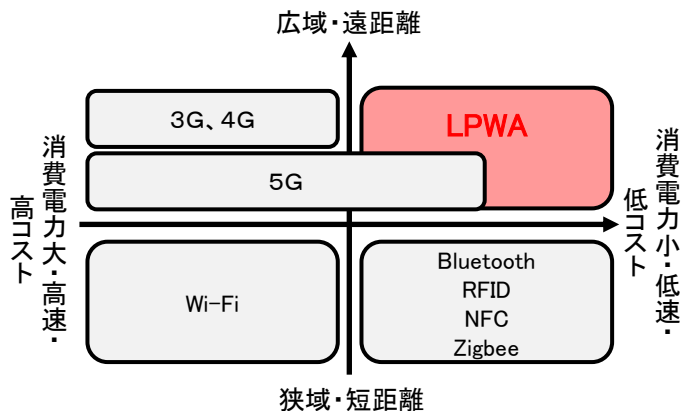 広域・遠距離
3G、4G
LPWA
5G
消費電力大・高速・
高コスト
消費電力小・低速・
低コスト
Wi-Fi
Bluetooth
RFID
NFC
Zigbee
狭域・短距離